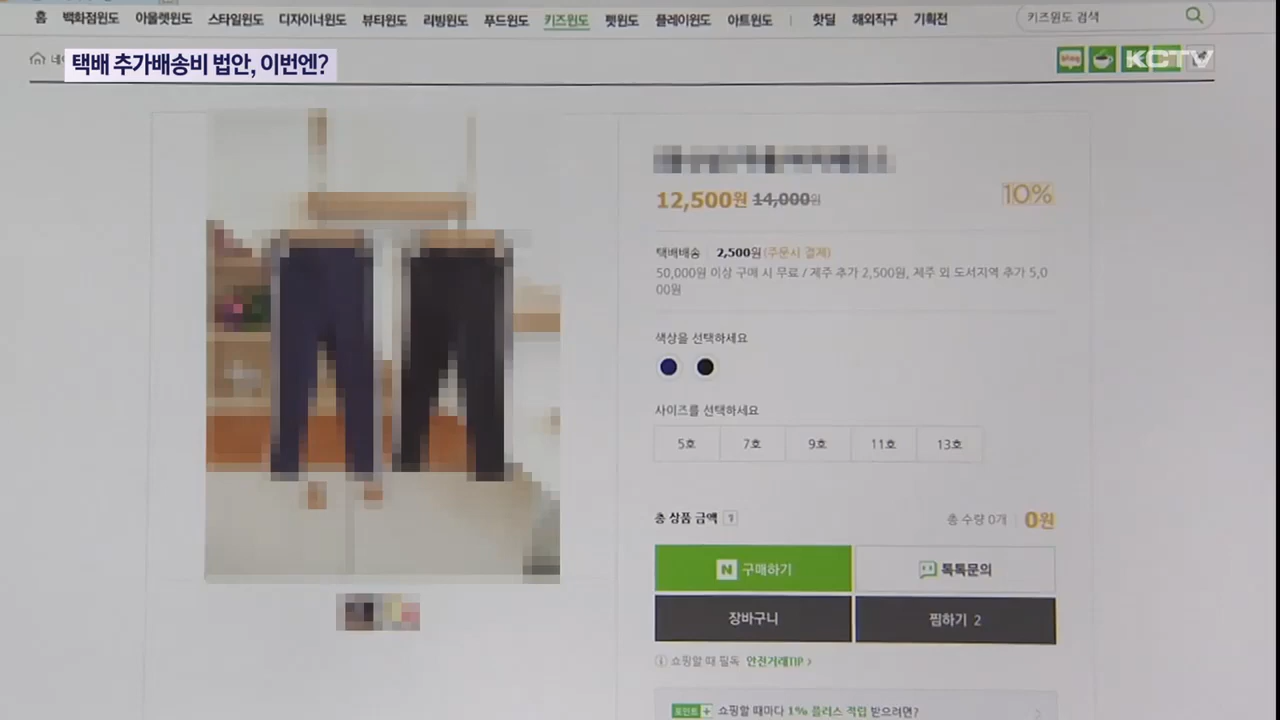 홈 백화점윈도 아울렛윈도 스타일윈도 디자이너윈도 뷰티윈도 리빙윈도 푸드윈도 키즈윈도 펫윈도 플레이윈도 아트윈도 | 핫딜 해외직구 기획전
키즈윈도 검색
택배 추가배송비 법안, 이번엔?
blog
KCTV
12,500원 14,000원
10%
택배배송 2,500원(주문시 결제)
50,000원 이상 구매 시 무료 / 제주 추가 2,500원, 제주 외 도서지역 추가 5,0
00원
색상을 선택하세요
사이즈를 선택하세요
5호 7호 9호 11호 13호
총 상품 금액 ?
총 수량 0개 0원
N 구매하기
톡톡문의
장바구니
찜하기 2
쇼핑할 때 필독 안전거래TIP >
포인트+ 쇼핑할 때마다 1% 플러스 적립 받으려면?